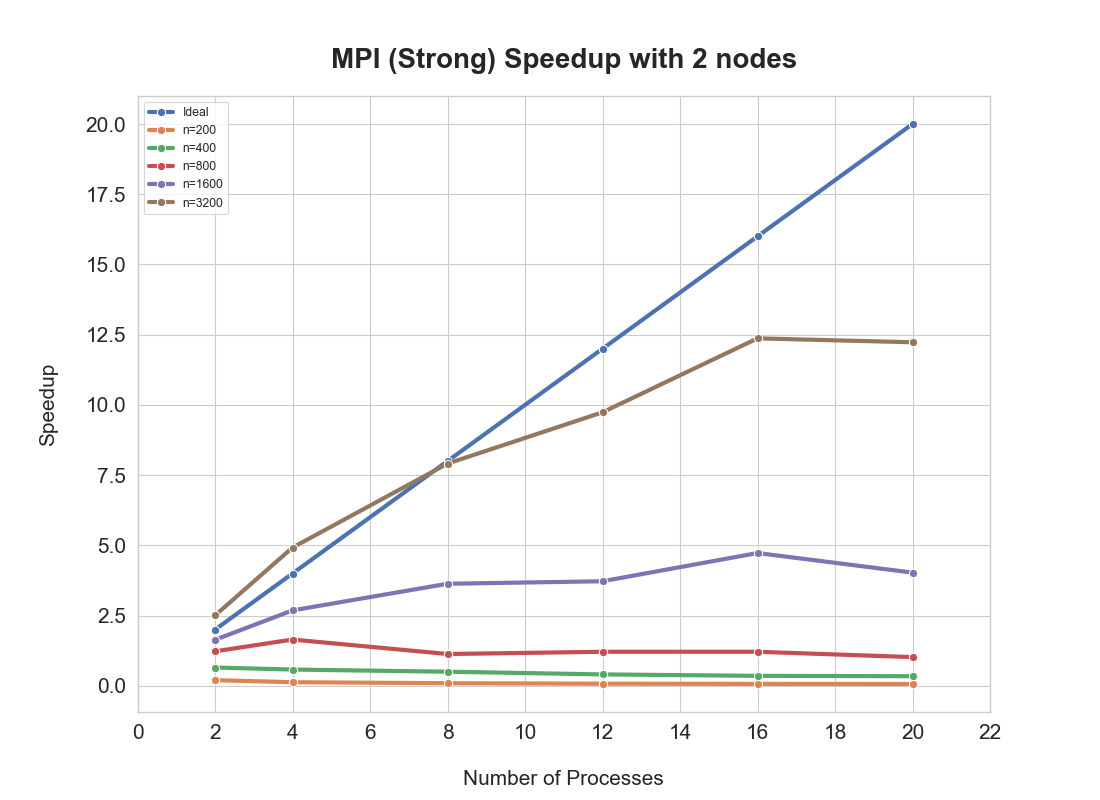 MPI (Strong) Speedup with 2 nodes
Ideal
n=200
n=400
n=800
n=1600
n=3200
20.0
17.5
15.0
12.5
10.0
7.5
5.0
2.5
0.0
Speedup
0 2 4 6 8 10 12 14 16 18 20 22
Number of Processes